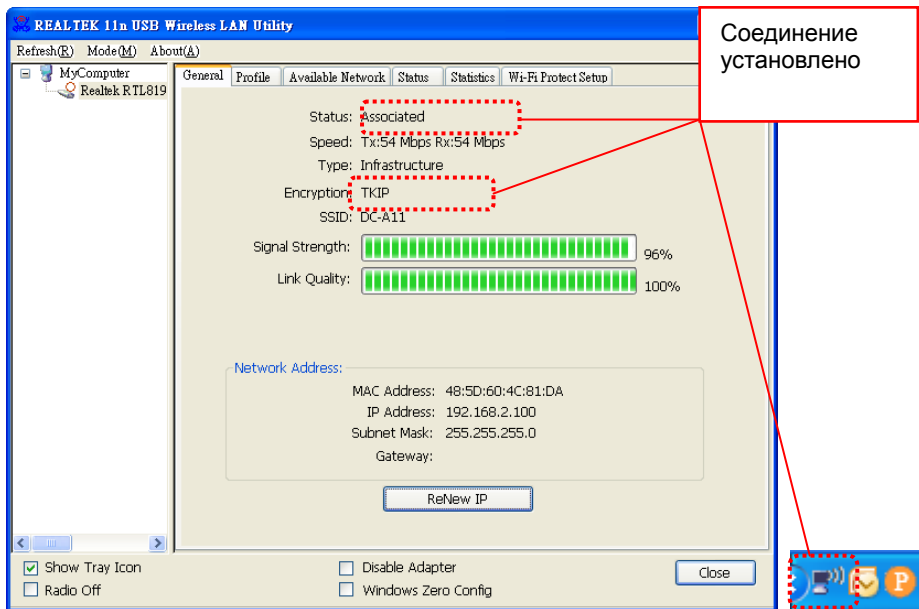 REALTEK 11n USB Wireless LAN Utility
Соединение
установлено
Refresh(R) Mode(M) About(A)
MyComputer
Realtek RTL819
General Profile Available Network Status Statistics Wi-Fi Protect Setup
Status: Associated
Speed: Tx:54 Mbps Rx:54 Mbps
Type: Infrastructure
Encryption: TKIP
SSID: DC-A11
Signal Strength: 96%
Link Quality: 100%
Network Address:
MAC Address: 48:5D:60:4C:81:DA
IP Address: 192.168.2.100
Subnet Mask: 255.255.255.0
Gateway:
ReNew IP
Show Tray Icon Disable Adapter
Radio Off Windows Zero Config
Close
P